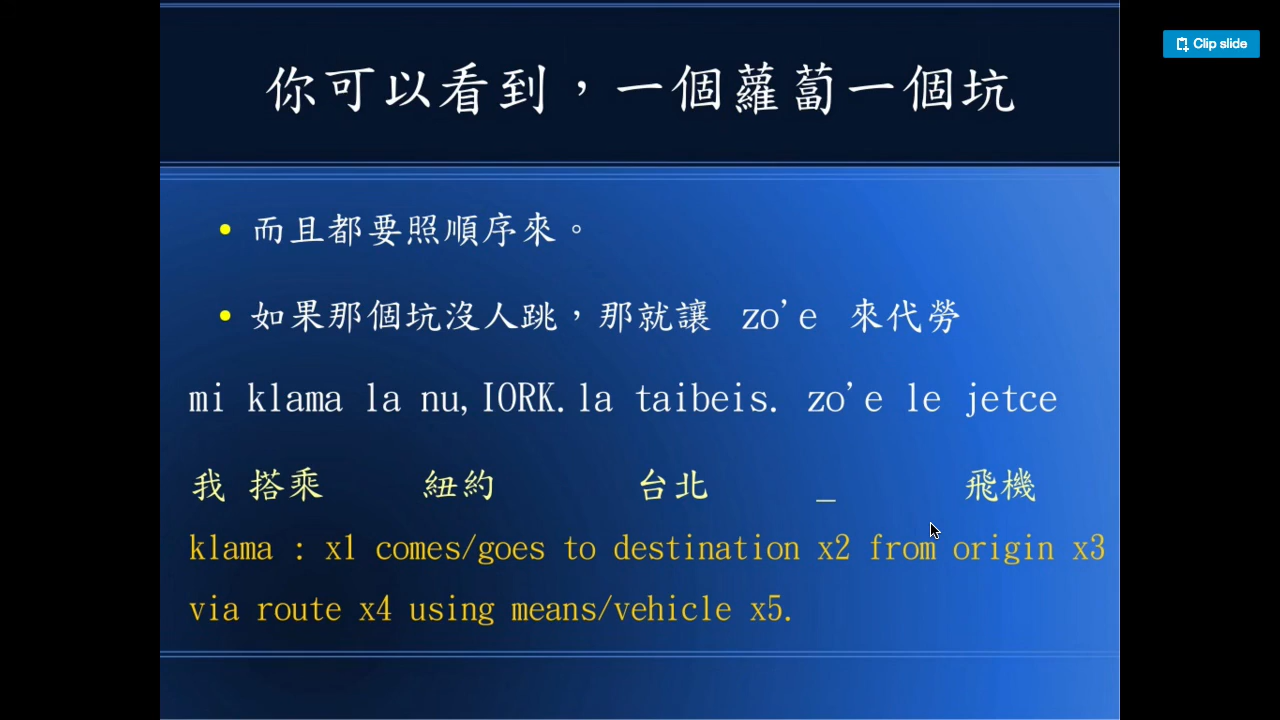 Clip slide
你可以看到，一個蘿蔔一個坑
• 而且都要照順序來。
• 如果那個坑沒人跳，那就讓 zo'e 來代勞
mi klama la nu,IORK.la taibeis. zo'e le jetce
我 搭乘 紐約 台北 _ 飛機
klama : x1 comes/goes to destination x2 from origin x3
via route x4 using means/vehicle x5.